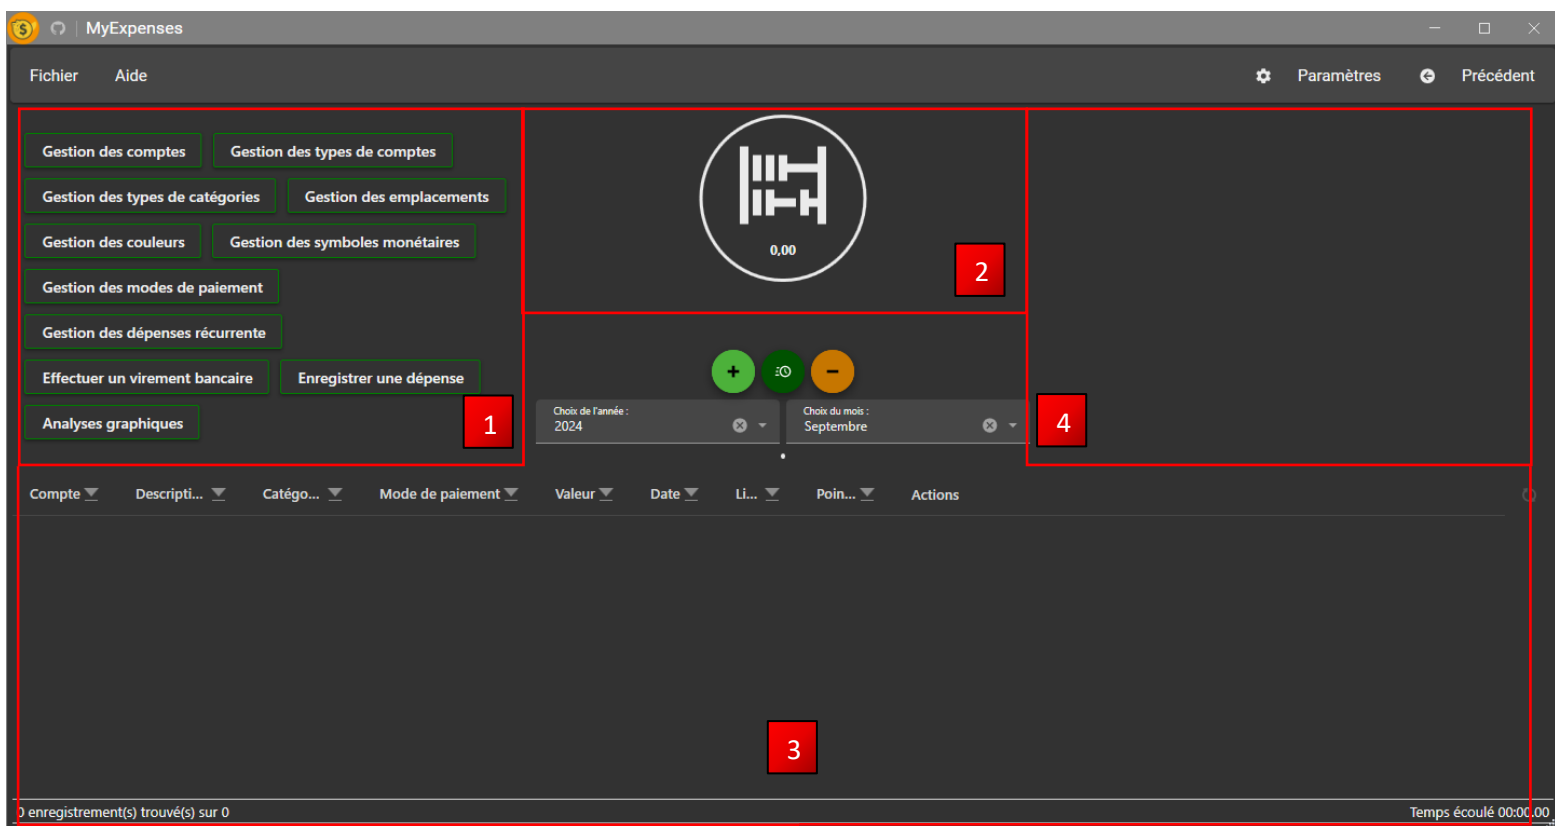 MyExpenses
Fichier Aide Paramètres Précédent
Gestion des comptes Gestion des types de comptes
Gestion des types de catégories Gestion des emplacements
Gestion des couleurs Gestion des symboles monétaires
Gestion des modes de paiement
Gestion des dépenses récurrente
Effectuer un virement bancaire Enregistrer une dépense
Analyses graphiques
1
0,00
2
Choix de l'année :
2024
Choix du mois :
Septembre
4
Compte Descripti... Catégo... Mode de paiement Valeur Date Li... Poin... Actions
3
0 enregistrement(s) trouvé(s) sur 0 Temps écoulé 00:00.00